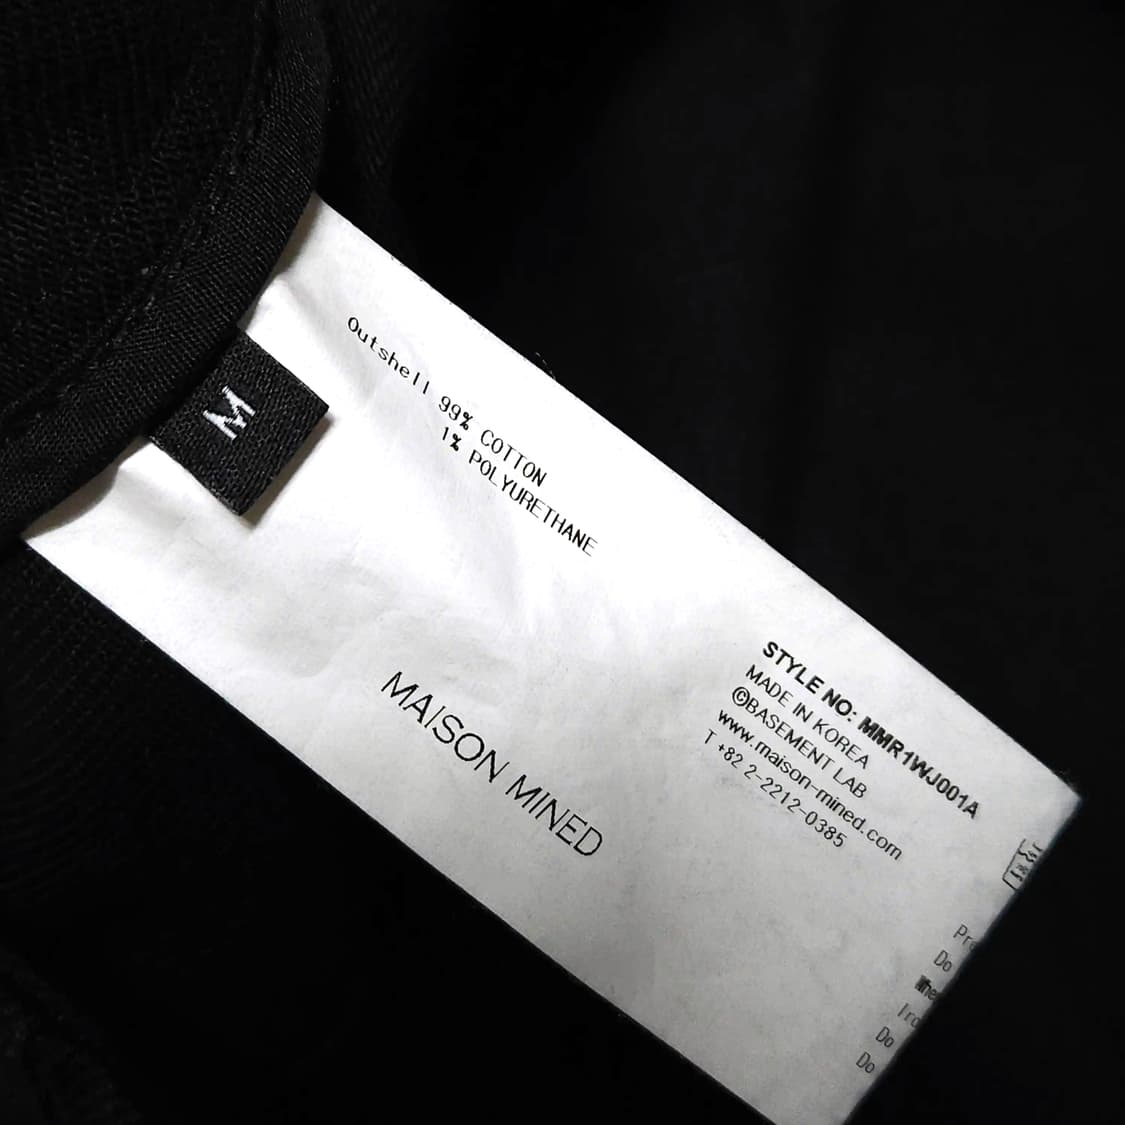 M
Outshell 99% COTTON
1% POLYURETHANE
MAISON MINED
STYLE NO: MMR1WJ001A
MADE IN KOREA
©BASEMENT LAB
www.maison-mined.com
T +82 2-2212-0385
Do
Do
Do